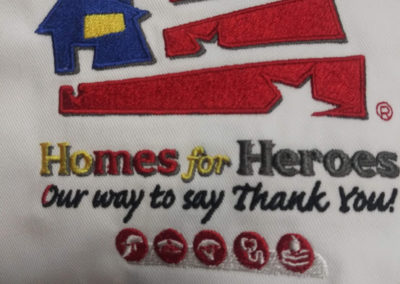 ®
Homes for Heroes
Our way to say Thank You!